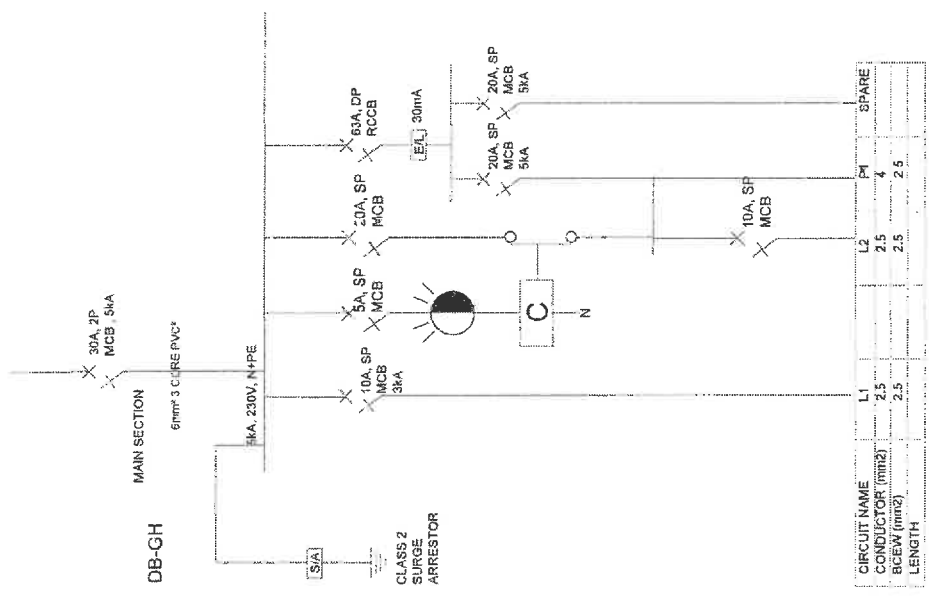 30A, 2P
MCB, 5kA
6mm² 3 CORE PVC²
MAIN SECTION
DB-GH
5kA, 230V, N+PE
S/A
CLASS 2
SURGE
ARRESTOR
10A, SP
MCB
3kA
5A, SP
MCB
C
N
20A, SP
MCB
63A, DP
RCCB
E/L 30mA
20A, SP
MCB
5kA
20A, SP
MCB
5kA
10A, SP
MCB
CIRCUIT NAME L1 L2 P1 SPARE
CONDUCTOR (mm2) 2.5 2.5 4
BCEW (mm2) 2.5 2.5 2.5
LENGTH